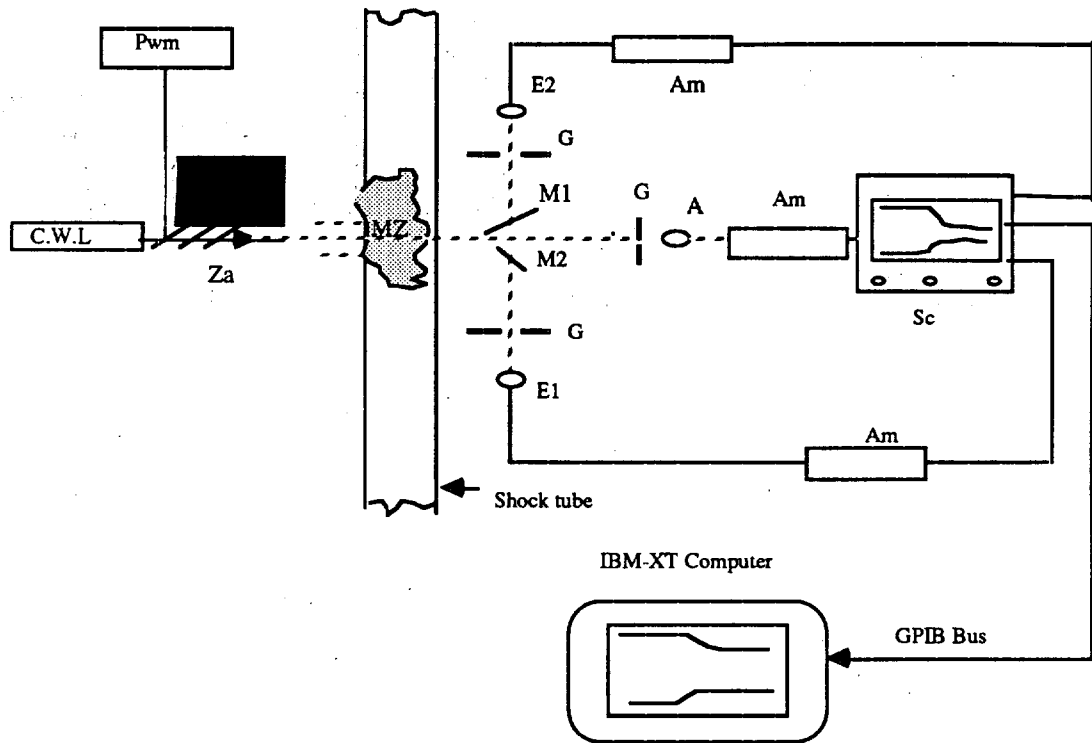 Pwm
Am
E2
G
M1
G
A
Am
C.W.L
MZ
M2
Za
Sc
G
E1
Am
Shock tube
IBM-XT Computer
GPIB Bus